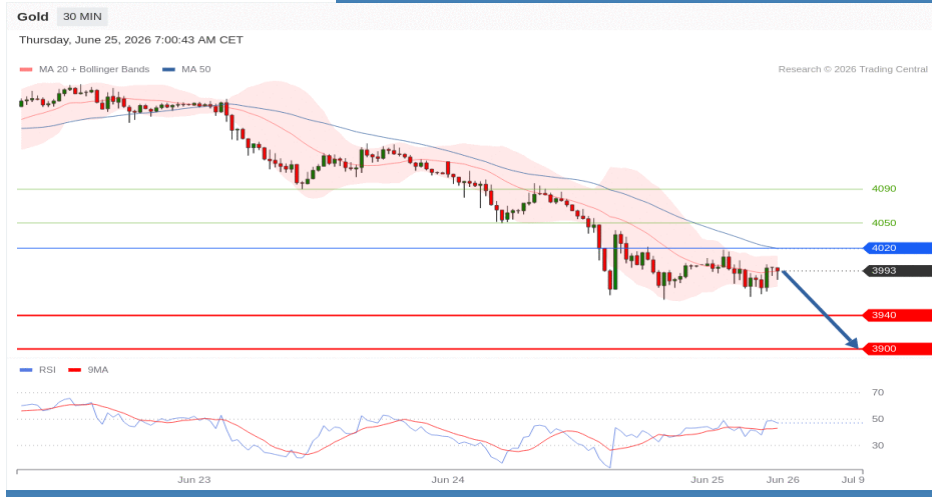 Gold 30 MIN
Thursday, June 25, 2026 7:00:43 AM CET
MA 20 + Bollinger Bands MA 50 Research © 2026 Trading Central
4090
4050
4020
3993
3940
3900
RSI 9MA
70
50
30
Jun 23 Jun 24 Jun 25 Jun 26 Jul 9